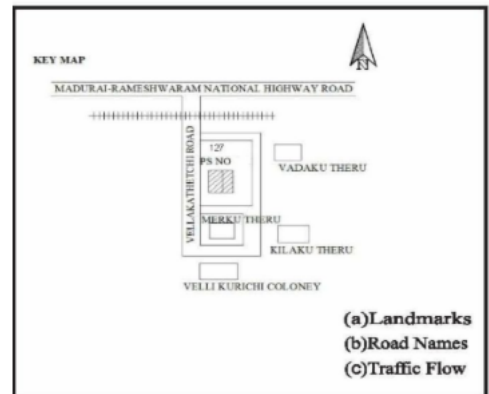 N
KEY MAP
MADURAI-RAMESHWARAM NATIONAL HIGHWAY ROAD
VELLAKATHETCHI ROAD
127
PS NO
VADAKU THERU
MERKU THERU
KILAKU THERU
VELLI KURICHI COLONEY
(a)Landmarks
(b)Road Names
(c)Traffic Flow